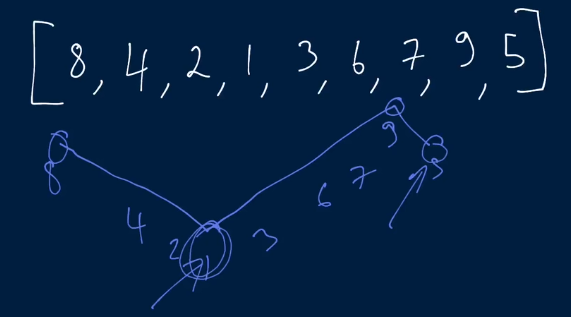 [8, 4, 2, 1, 3, 6, 7, 9, 5]
8 4 2 1 3 6 7 9 5